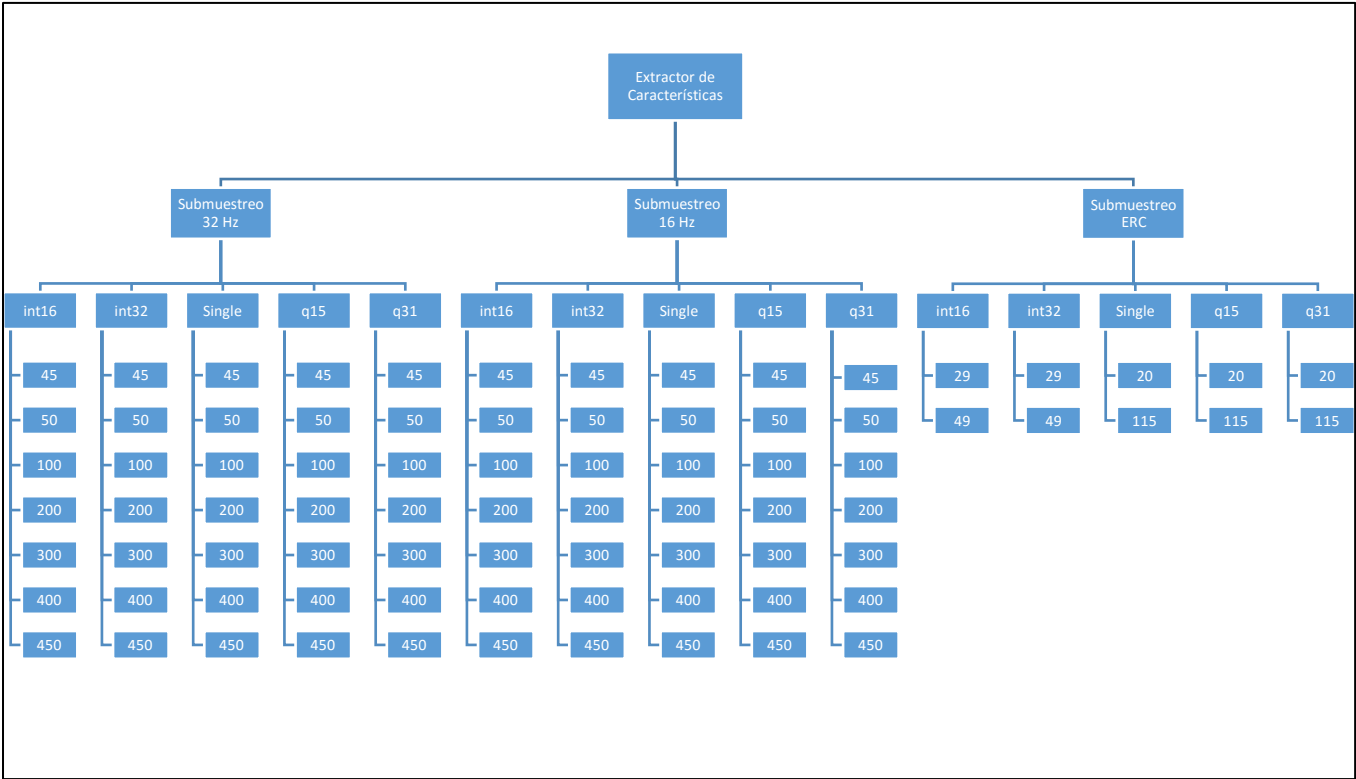 Extractor de
Características
Submuestreo
32 Hz
Submuestreo
16 Hz
Submuestreo
ERC
int16 int32 Single q15 q31 int16 int32 Single q15 q31 int16 int32 Single q15 q31
45 45 45 45 45 45 45 45 45 45 29 29 20 20 20
50 50 50 50 50 50 50 50 50 50 49 49 115 115 115
100 100 100 100 100 100 100 100 100 100
200 200 200 200 200 200 200 200 200 200
300 300 300 300 300 300 300 300 300 300
400 400 400 400 400 400 400 400 400 400
450 450 450 450 450 450 450 450 450 450